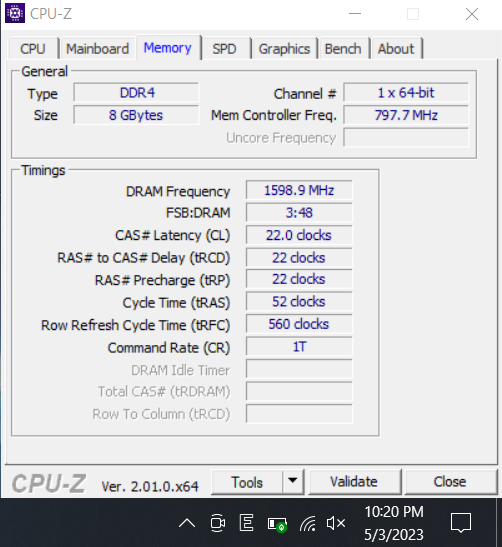 CPU-Z
CPU Mainboard Memory SPD Graphics Bench About
General
Type DDR4 Channel # 1 x 64-bit
Size 8 GBytes Mem Controller Freq. 797.7 MHz
Uncore Frequency
Timings
DRAM Frequency 1598.9 MHz
FSB:DRAM 3:48
CAS# Latency (CL) 22.0 clocks
RAS# to CAS# Delay (tRCD) 22 clocks
RAS# Precharge (tRP) 22 clocks
Cycle Time (tRAS) 52 clocks
Row Refresh Cycle Time (tRFC) 560 clocks
Command Rate (CR) 1T
DRAM Idle Timer
Total CAS# (tRDRAM)
Row To Column (tRCD)
CPU-Z Ver. 2.01.0.x64 Tools Validate Close
10:20 PM
5/3/2023